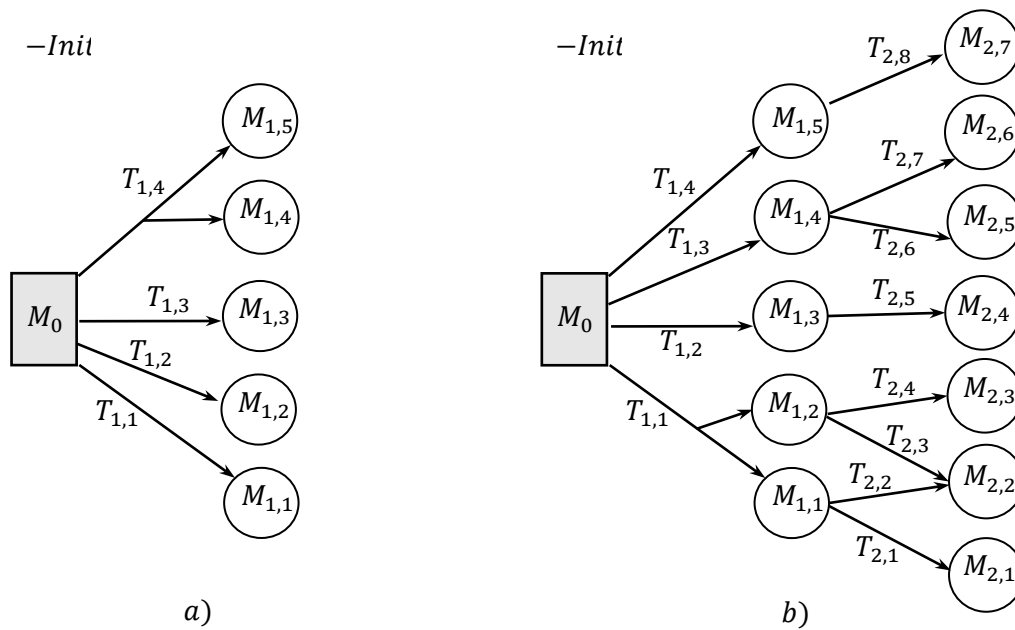 −Init
M1,5
T1,4
M1,4
M0
T1,3
M1,3
T1,2
M1,2
T1,1
M1,1
a)
−Init
T2,8
M2,7
M1,5
M2,6
T2,7
T1,4
M1,4
M2,5
T2,6
T1,3
M0
T2,5
M2,4
M1,3
T1,2
T2,4
M2,3
T1,1
M1,2
T2,3
T2,2
M2,2
M1,1
T2,1
M2,1
b)